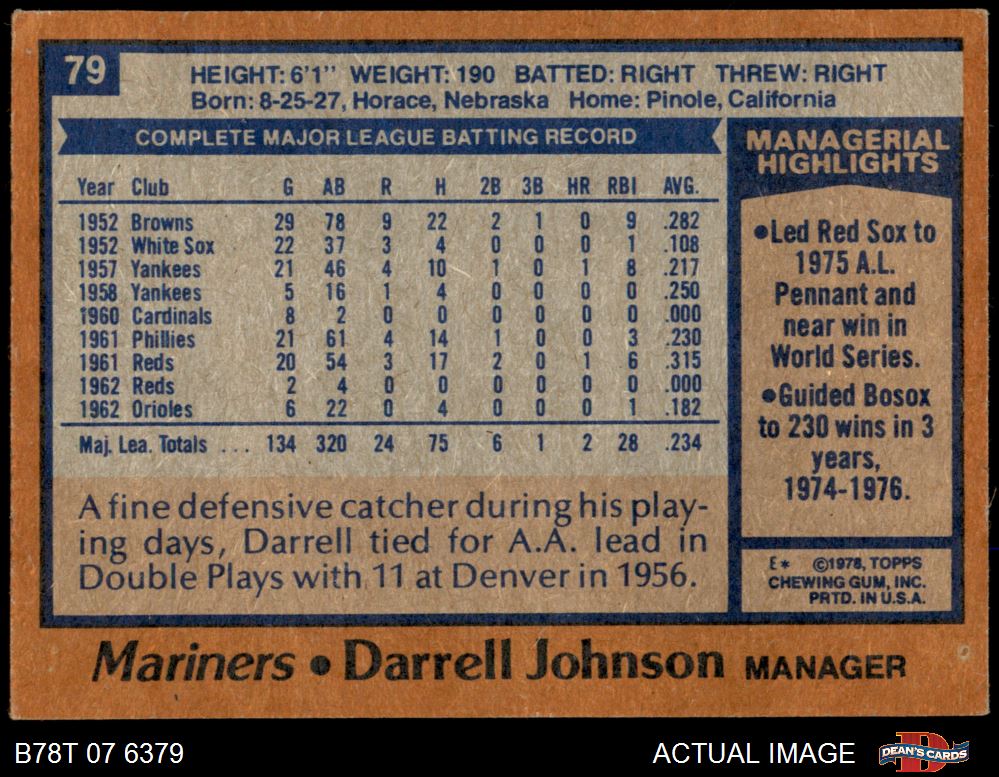 79
HEIGHT: 6'1" WEIGHT: 190 BATTED: RIGHT THREW: RIGHT
Born: 8-25-27, Horace, Nebraska Home: Pinole, California
COMPLETE MAJOR LEAGUE BATTING RECORD
Year Club G AB R H 2B 3B HR RBI AVG.
1952 Browns 29 78 9 22 2 1 0 9 .282
1952 White Sox 22 37 3 4 0 0 0 1 .108
1957 Yankees 21 46 4 10 1 0 1 8 .217
1958 Yankees 5 16 1 4 0 0 0 0 .250
1960 Cardinals 8 2 0 0 0 0 0 0 .000
1961 Phillies 21 61 4 14 1 0 0 3 .230
1961 Reds 20 54 3 17 2 0 1 6 .315
1962 Reds 2 4 0 0 0 0 0 0 .000
1962 Orioles 6 22 0 4 0 0 0 1 .182
Maj. Lea. Totals ... 134 320 24 75 6 1 2 28 .234
A fine defensive catcher during his play-
ing days, Darrell tied for A.A. lead in
Double Plays with 11 at Denver in 1956.
MANAGERIAL
HIGHLIGHTS
•Led Red Sox to
1975 A.L.
Pennant and
near win in
World Series.
•Guided Bosox
to 230 wins in 3
years,
1974-1976.
E* ©1978, TOPPS
CHEWING GUM, INC.
PRTD. IN U.S.A.
Mariners • Darrell Johnson MANAGER
B78T 07 6379
ACTUAL IMAGE
D
DEAN'S CARDS